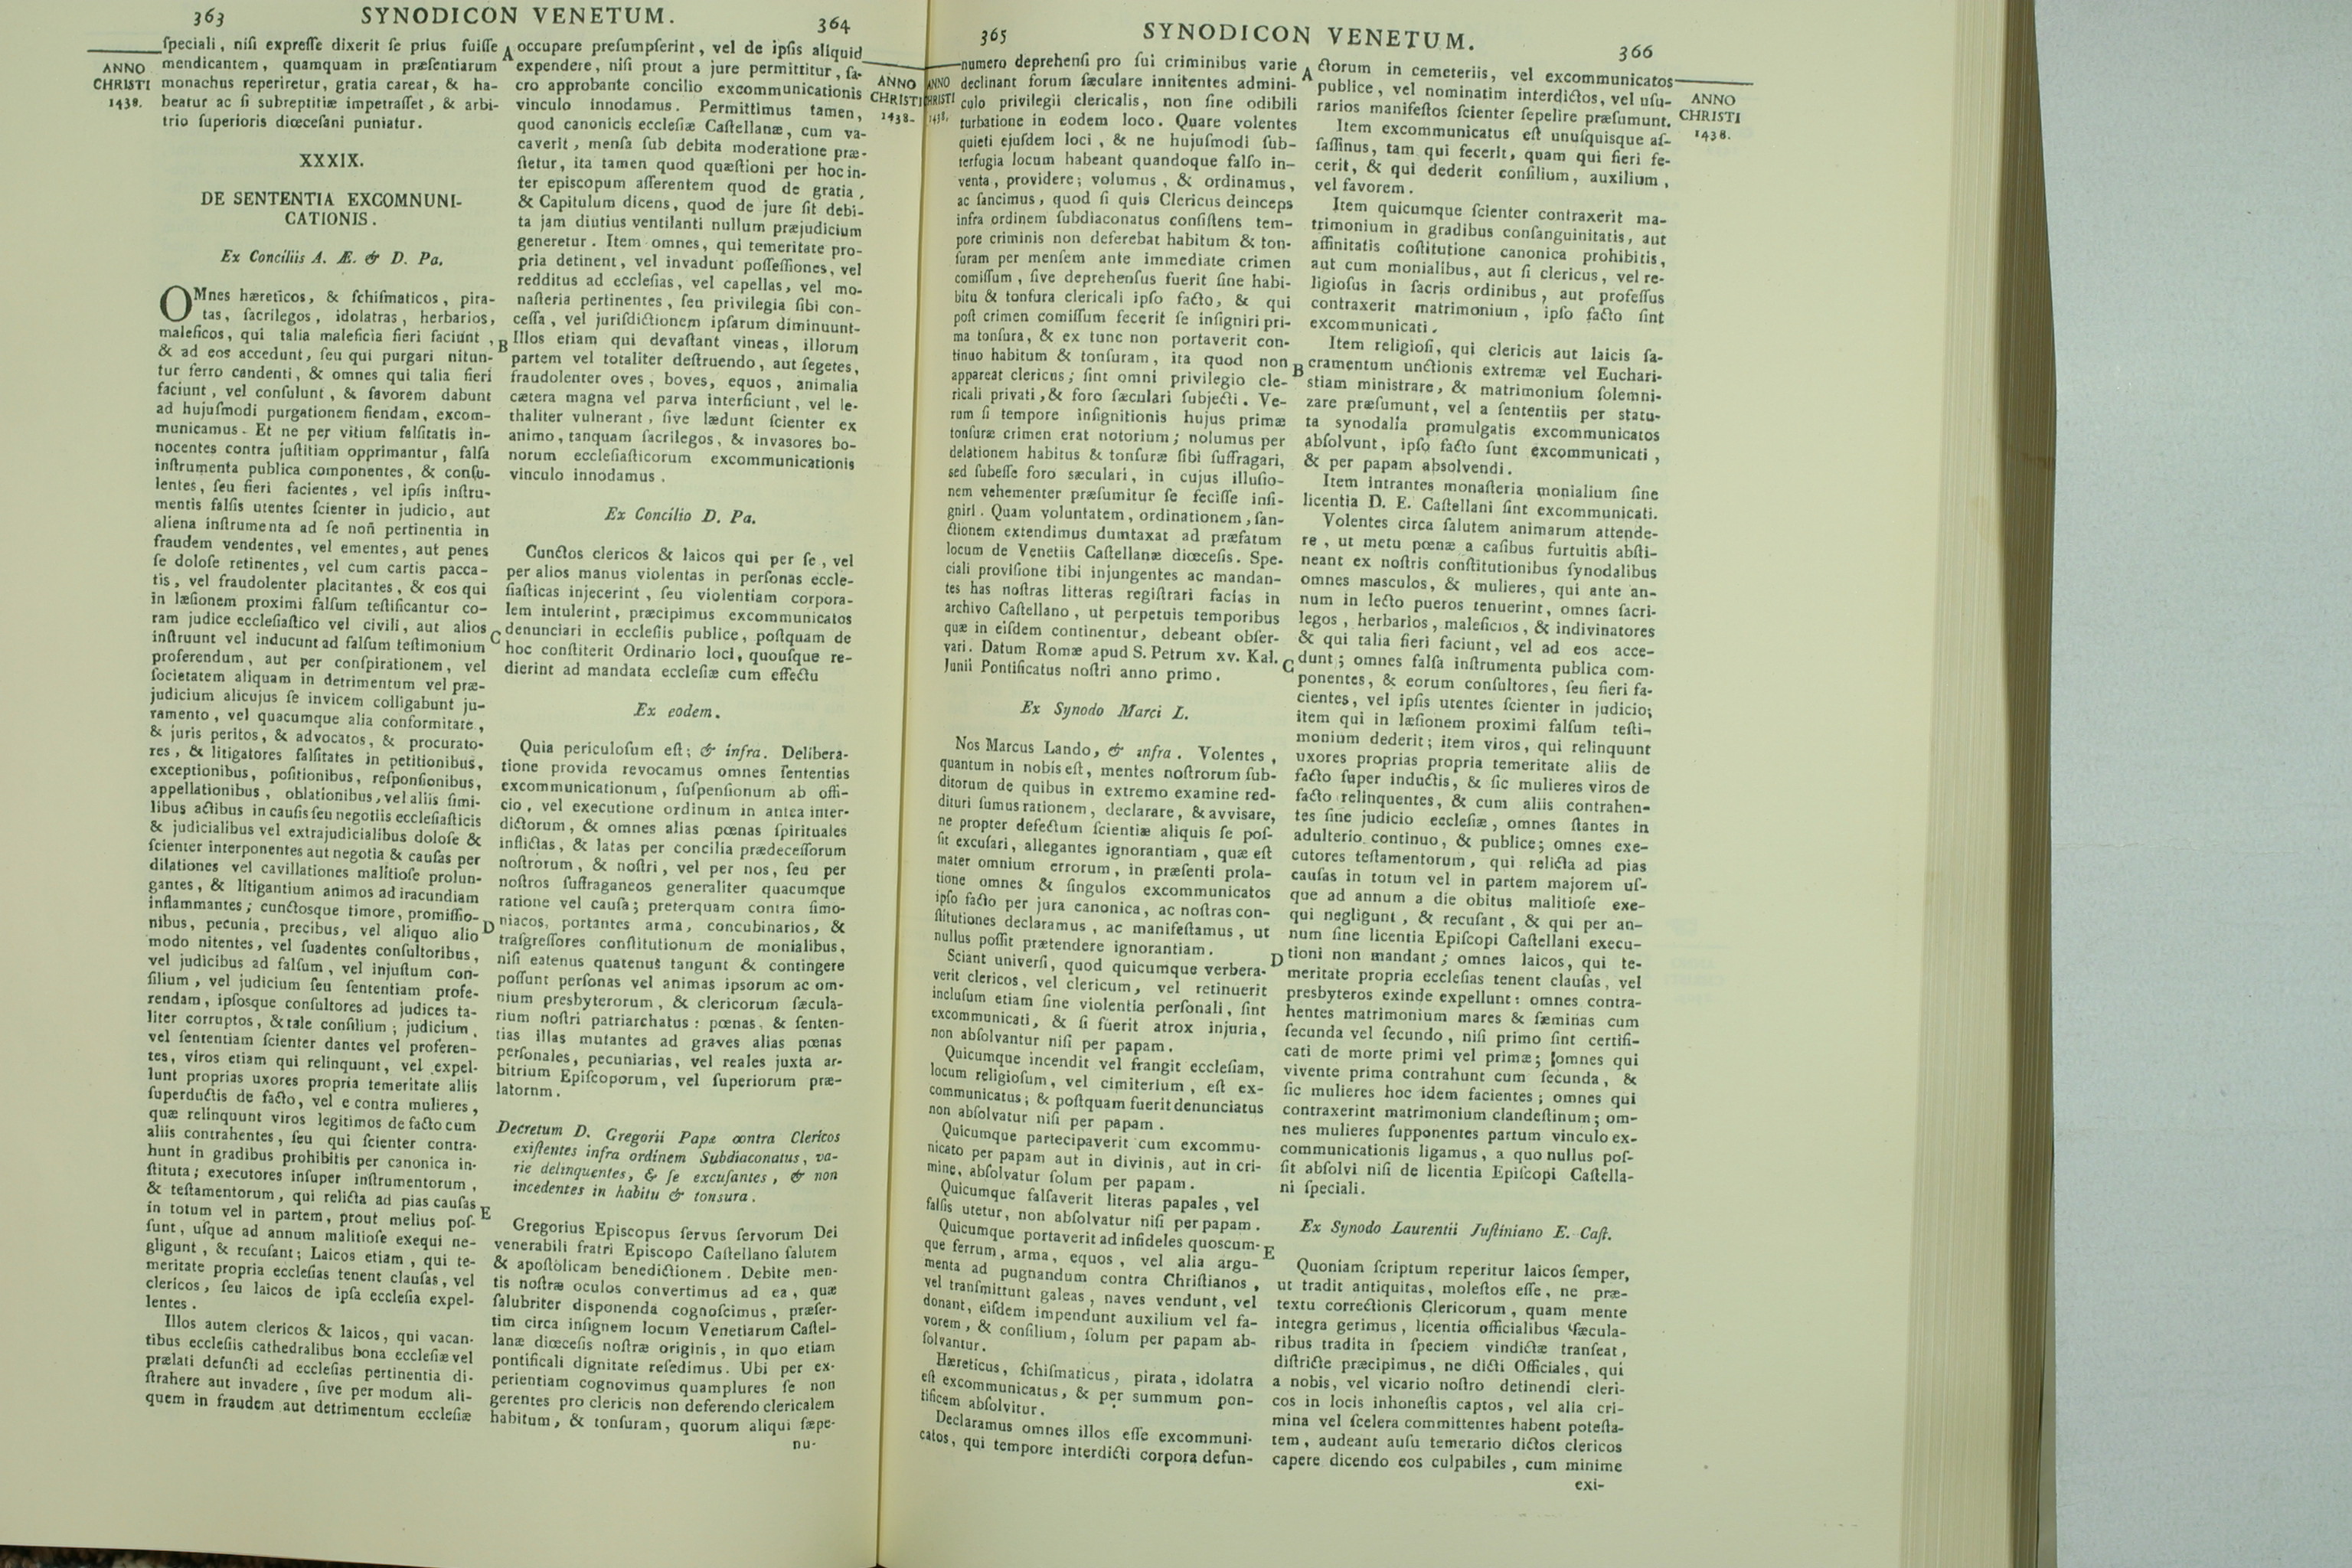 363
SYNODICON VENETUM.
364
ANNO
CHRISTI
1438.
ſpeciali, niſi expreſſe dixerit ſe prius fuiſſe
mendicantem, quamquam in præſentiarum
monachus reperiretur, gratia careat, & ha-
beatur ac ſi subreptitiæ impetraſſet, & arbi-
trio ſuperioris diœceſani puniatur.
XXXIX.
DE SENTENTIA EXCOMNUNI-
CATIONIS.
Ex Conciliis A. Æ. & D. Pa.
OMnes hæreticos, & ſchiſmaticos, pira-
tas, ſacrilegos, idolatras, herbarios,
maleficos, qui talia maleficia fieri faciunt,
& ad eos accedunt, ſeu qui purgari nitun-
tur ferro candenti, & omnes qui talia fieri
faciunt, vel conſulunt, & favorem dabunt
ad hujuſmodi purgationem fiendam, excom-
municamus. Et ne per vitium falſitatis in-
nocentes contra juſtitiam opprimantur, falſa
inſtrumenta publica componentes, & conſu-
lentes, ſeu fieri facientes, vel ipſis inſtru-
mentis falſis utentes ſcienter in judicio, aut
aliena inſtrumenta ad ſe non pertinentia in
fraudem vendentes, vel ementes, aut penes
ſe doloſe retinentes, vel cum cartis pacca-
tis, vel fraudolenter placitantes, & eos qui
in læſionem proximi falſum teſtificantur co-
ram judice eccleſiaſtico vel civili, aut alios
inſtruunt vel inducunt ad falſum teſtimonium
proferendum, aut per conſpirationem, vel
ſocietatem aliquam in detrimentum vel præ-
judicium alicujus ſe invicem colligabunt ju-
ramento, vel quacumque alia conformitate,
& juris peritos, & advocatos, & procurato-
res, & litigatores falſitates in petitionibus,
exceptionibus, poſitionibus, reſponſionibus,
appellationibus, oblationibus, vel aliis ſimi-
libus actibus in cauſis ſeu negotiis eccleſiaſticis
& judicialibus vel extrajudicialibus doloſe &
ſcienter interponentes aut negotia & cauſas per
dilationes vel cavillationes malitioſe prolun-
gantes, & litigantium animos ad iracundiam
inflammantes; cunctosque timore, promiſſio-
nibus, pecunia, precibus, vel aliquo alio
modo nitentes, vel ſuadentes conſultoribus,
vel judicibus ad falſum, vel injuſtum con-
ſilium, vel judicium ſeu ſententiam profe-
rendam, ipſosque conſultores ad judices ta-
liter corruptos, & tale conſilium; judicium,
vel ſententiam ſcienter dantes vel proferen-
tes, viros etiam qui relinquunt, vel expel-
lunt proprias uxores propria temeritate aliis
ſuperductis de facto, vel e contra mulieres,
quæ relinquunt viros legitimos de facto cum
aliis contrahentes, ſeu qui ſcienter contra-
hunt in gradibus prohibitis per canonica in-
ſtituta; executores inſuper inſtrumentorum,
& teſtamentorum, qui relicta ad pias cauſas
in totum vel in partem, prout melius poſ-
ſunt, uſque ad annum malitioſe exequi ne-
gligunt, & recuſant; Laicos etiam, qui te-
meritate propria eccleſias tenent clauſas, vel
clericos, ſeu laicos de ipſa eccleſia expel-
lentes.
Illos autem clericos & laicos, qui vacan-
tibus eccleſiis cathedralibus bona eccleſiæ vel
prælati defuncti ad eccleſias pertinentia di-
ſtrahere aut invadere, ſive per modum ali-
quem in fraudem aut detrimentum eccleſiæ
A
B
C
D
E
occupare preſumpſerint, vel de ipſis aliquid
expendere, niſi prout a jure permittitur, ſa-
cro approbante concilio excommunicationis
vinculo innodamus. Permittimus tamen,
quod canonicis eccleſiæ Caſtellanæ, cum va-
caverit, menſa ſub debita moderatione præ-
ſtetur, ita tamen quod quæſtioni per hoc in-
ter episcopum aſſerentem quod de gratia,
& Capitulum dicens, quod de jure ſit debi-
ta jam diutius ventilanti nullum præjudicium
generetur. Item omnes, qui temeritate pro-
pria detinent, vel invadunt poſſeſſiones, vel
redditus ad eccleſias, vel capellas, vel mo-
naſteria pertinentes, ſeu privilegia ſibi con-
ceſſa, vel juriſdictionem ipſarum diminuunt-
Illos etiam qui devaſtant vineas, illorum
partem vel totaliter deſtruendo, aut ſegetes,
fraudolenter oves, boves, equos, animalia
cætera magna vel parva interficiunt, vel le-
thaliter vulnerant, ſive lædunt ſcienter ex
animo, tanquam ſacrilegos, & invasores bo-
norum eccleſiaſticorum excommunicationis
vinculo innodamus.
Ex Concilio D. Pa.
Cunctos clericos & laicos qui per ſe, vel
per alios manus violentas in perſonas eccle-
ſiaſticas injecerint, ſeu violentiam corpora-
lem intulerint, præcipimus excommunicatos
denunciari in eccleſiis publice, poſtquam de
hoc conſtiterit Ordinario loci, quouſque re-
dierint ad mandata eccleſiæ cum effectu
Ex eodem.
Quia periculoſum eſt; & infra. Delibera-
tione provida revocamus omnes ſententias
excommunicationum, ſuſpenſionum ab offi-
cio, vel executione ordinum in antea inter-
dictorum, & omnes alias pœnas ſpirituales
inflictas, & latas per concilia prædeceſſorum
noſtrorum, & noſtri, vel per nos, ſeu per
noſtros ſuffraganeos generaliter quacumque
ratione vel cauſa; preterquam contra ſimo-
niacos, portantes arma, concubinarios, &
traſgreſſores conſtitutionum de monialibus,
niſi eatenus quatenus tangunt & contingere
poſſunt perſonas vel animas ipsorum ac om-
nium presbyterorum, & clericorum ſæcula-
rium noſtri patriarchatus: pœnas, & ſenten-
tias illas mutantes ad graves alias pœnas
perſonales, pecuniarias, vel reales juxta ar-
bitrium Epiſcoporum, vel ſuperiorum præ-
latornm.
Decretum D. Gregorii Papæ contra Clericos
exiſtentes infra ordinem Subdiaconatus, va-
rie delinquentes, & ſe excuſantes, & non
incedentes in habitu & tonsura.
Gregorius Epiſcopus ſervus ſervorum Dei
venerabili fratri Epiſcopo Caſtellano ſalutem
& apoſtolicam benedictionem. Debite men-
tis noſtræ oculos convertimus ad ea, quæ
ſalubriter disponenda cognoſcimus, præſer-
tim circa inſignem locum Venetiarum Caſtel-
lanæ diœceſis noſtræ originis, in quo etiam
pontificali dignitate reſedimus. Ubi per ex-
perientiam cognovimus quamplures ſe non
gerentes pro clericis non deferendo clericalem
habitum, & tonſuram, quorum aliqui ſæpe-
nu-
ANNO
CHRISTI
1438.
365
SYNODICON VENETUM.
366
ANNO
CHRISTI
1438.
numero deprehenſi pro ſui criminibus varie
declinant forum ſæculare innitentes admini-
culo privilegii clericalis, non ſine odibili
turbatione in eodem loco. Quare volentes
quieti ejuſdem loci, & ne hujuſmodi ſub-
terfugia locum habeant quandoque falſo in-
venta, providere; volumus, & ordinamus,
ac ſancimus, quod ſi quis Clericus deinceps
infra ordinem ſubdiaconatus conſiſtens tem-
pore criminis non deferebat habitum & ton-
ſuram per menſem ante immediate crimen
comiſſum, ſive deprehenſus fuerit ſine habi-
bitu & tonſura clericali ipſo facto, & qui
poſt crimen comiſſum fecerit ſe inſigniri pri-
ma tonſura, & ex tunc non portaverit con-
tinuo habitum & tonſuram, ita quod non
appareat clericus; ſint omni privilegio cle-
ricali privati, & foro ſæculari ſubjecti. Ve-
rum ſi tempore inſignitionis hujus primæ
tonſuræ crimen erat notorium; nolumus per
delationem habitus & tonſuræ ſibi ſuffragari,
sed ſubeſſe foro sæculari, in cujus illuſio-
nem vehementer præſumitur ſe feciſſe inſi-
gniri. Quam voluntatem, ordinationem, ſan-
ctionem extendimus dumtaxat ad præfatum
locum de Venetiis Caſtellanæ diœceſis. Spe-
ciali proviſione tibi injungentes ac mandan-
tes has noſtras litteras regiſtrari facias in
archivo Caſtellano, ut perpetuis temporibus
quæ in eiſdem continentur, debeant obſer-
vari. Datum Romæ apud S. Petrum xv. Kal.
Junii Pontificatus noſtri anno primo.
Ex Synodo Marci L.
Nos Marcus Lando, & infra. Volentes,
quantum in nobis eſt, mentes noſtrorum ſub-
ditorum de quibus in extremo examine red-
dituri ſumus rationem, declarare, & avvisare,
ne propter defectum ſcientiæ aliquis ſe poſ-
ſit excuſari, allegantes ignorantiam, quæ eſt
mater omnium errorum, in præſenti prola-
tione omnes & ſingulos excommunicatos
ipſo facto per jura canonica, ac noſtras con-
ſtitutiones declaramus, ac manifeſtamus, ut
nullus poſſit prætendere ignorantiam.
Sciant univerſi, quod quicumque verbera-
verit clericos, vel clericum, vel retinuerit
incluſum etiam ſine violentia perſonali, ſint
excommunicati, & ſi fuerit atrox injuria,
non abſolvantur niſi per papam.
Quicumque incendit vel frangit eccleſiam,
locum religioſum, vel cimiterium, eſt ex-
communicatus; & poſtquam fuerit denunciatus
non abſolvatur niſi per papam.
Quicumque partecipaverit cum excommu-
nicato per papam aut in divinis, aut in cri-
mine, abſolvatur ſolum per papam.
Quicumque falſaverit literas papales, vel
falſis utetur, non abſolvatur niſi per papam.
Quicumque portaverit ad infideles quoscum-
que ferrum, arma, equos, vel alia argu-
menta ad pugnandum contra Chriſtianos,
vel tranſmittunt galeas, naves vendunt, vel
donant, eiſdem impendunt auxilium vel fa-
vorem, & conſilium, ſolum per papam ab-
ſolvantur.
Hæreticus, ſchiſmaticus, pirata, idolatra
eſt excommunicatus, & per summum pon-
tificem abſolvitur.
Declaramus omnes illos eſſe excommuni-
catos, qui tempore interdicti corpora defun-
A
B
C
D
E
ctorum in cemeteriis, vel excommunicatos
publice, vel nominatim interdictos, vel uſu-
rarios manifeſtos ſcienter ſepelire præſumunt.
Item excommunicatus eſt unuſquisque aſ-
ſaſſinus, tam qui fecerit, quam qui fieri fe-
cerit, & qui dederit conſilium, auxilium,
vel favorem.
Item quicumque ſcienter contraxerit ma-
trimonium in gradibus conſanguinitatis, aut
affinitatis coſtitutione canonica prohibitis,
aut cum monialibus, aut ſi clericus, vel re-
ligioſus in ſacris ordinibus, aut profeſſus
contraxerit matrimonium, ipſo facto ſint
excommunicati.
Item religioſi, qui clericis aut laicis ſa-
cramentum unctionis extremæ vel Euchari-
stiam ministrare, & matrimonium ſolemni-
zare præſumunt, vel a ſententiis per statu-
ta synodalia promulgatis excommunicatos
abſolvunt, ipſo facto ſunt excommunicati,
& per papam absolvendi.
Item intrantes monaſteria monialium ſine
licentia D. E. Caſtellani ſint excommunicati.
Volentes circa ſalutem animarum attende-
re, ut metu pœnæ a caſibus furtuitis abſti-
neant ex noſtris conſtitutionibus ſynodalibus
omnes masculos, & mulieres, qui ante an-
num in lecto pueros tenuerint, omnes ſacri-
legos, herbarios, maleficios, & indivinatores
& qui talia fieri faciunt, vel ad eos acce-
dunt; omnes falſa inſtrumenta publica com-
ponentes, & eorum conſultores, ſeu fieri fa-
cientes, vel ipſis utentes ſcienter in judicio;
item qui in læſionem proximi falſum teſti-
monium dederit; item viros, qui relinquunt
uxores proprias propria temeritate aliis de
facto ſuper inductis, & ſic mulieres viros de
facto relinquentes, & cum aliis contrahen-
tes ſine judicio eccleſiæ, omnes ſtantes in
adulterio continuo, & publice; omnes exe-
cutores teſtamentorum, qui relicta ad pias
cauſas in totum vel in partem majorem uſ-
que ad annum a die obitus malitioſe exe-
qui negligunt, & recuſant, & qui per an-
num ſine licentia Epiſcopi Caſtellani execu-
tioni non mandant; omnes laicos, qui te-
meritate propria eccleſias tenent clauſas, vel
presbyteros exinde expellunt: omnes contra-
hentes matrimonium mares & fæminas cum
ſecunda vel ſecundo, niſi primo ſint certifi-
cati de morte primi vel primæ; omnes qui
vivente prima contrahunt cum ſecunda, &
ſic mulieres hoc idem facientes; omnes qui
contraxerint matrimonium clandeſtinum; om-
nes mulieres ſupponentes partum vinculo ex-
communicationis ligamus, a quo nullus poſ-
ſit abſolvi niſi de licentia Epiſcopi Caſtella-
ni ſpeciali.
Ex Synodo Laurentii Juſtiniano E. Caſt.
Quoniam ſcriptum reperitur laicos ſemper,
ut tradit antiquitas, moleſtos eſſe, ne præ-
textu correctionis Clericorum, quam mente
integra gerimus, licentia officialibus ſæcula-
ribus tradita in ſpeciem vindictæ tranſeat,
diſtricte præcipimus, ne dicti Officiales, qui
a nobis, vel vicario noſtro detinendi cleri-
cos in locis inhoneſtis captos, vel alia cri-
mina vel ſcelera committentes habent poteſta-
tem, audeant auſu temerario dictos clericos
capere dicendo eos culpabiles, cum minime
exi-
ANNO
CHRISTI
1438.